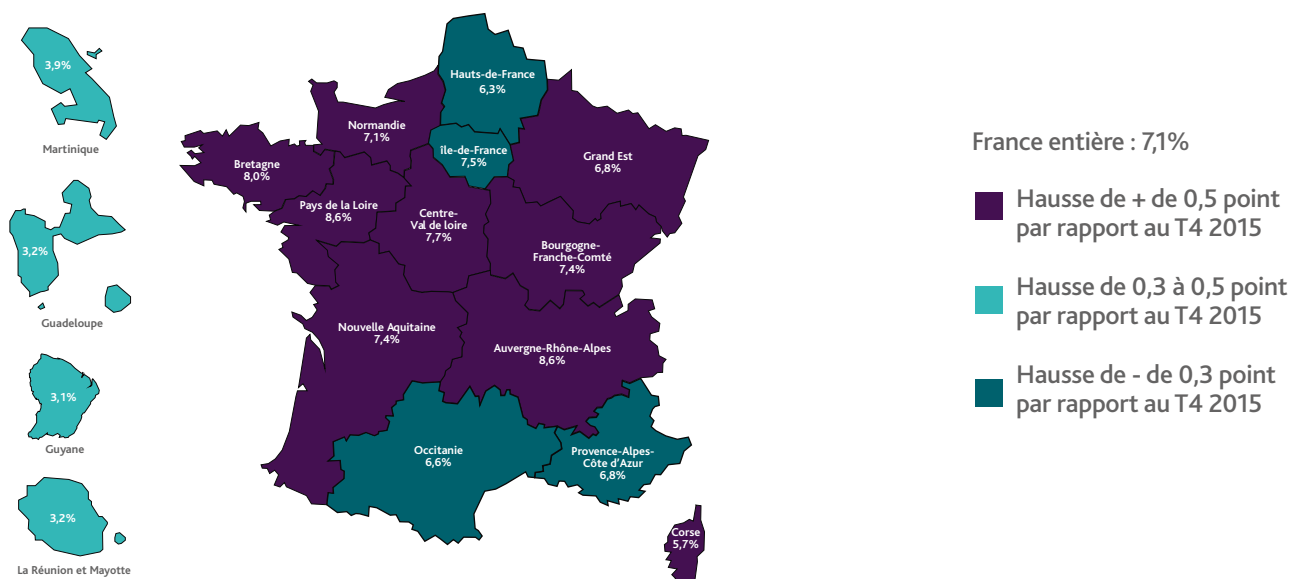 3,9%
Martinique
3,2%
Guadeloupe
3,1%
Guyane
3,2%
La Réunion et Mayotte
Hauts-de-France
6,3%
Normandie
7,1%
île-de-France
7,5%
Grand Est
6,8%
Bretagne
8,0%
Pays de la Loire
8,6%
Centre-
Val de loire
7,7%
Bourgogne-
Franche-Comté
7,4%
Nouvelle Aquitaine
7,4%
Auvergne-Rhône-Alpes
8,6%
Occitanie
6,6%
Provence-Alpes-
Côte d'Azur
6,8%
Corse
5,7%
France entière : 7,1%
Hausse de + de 0,5 point
par rapport au T4 2015
Hausse de 0,3 à 0,5 point
par rapport au T4 2015
Hausse de - de 0,3 point
par rapport au T4 2015